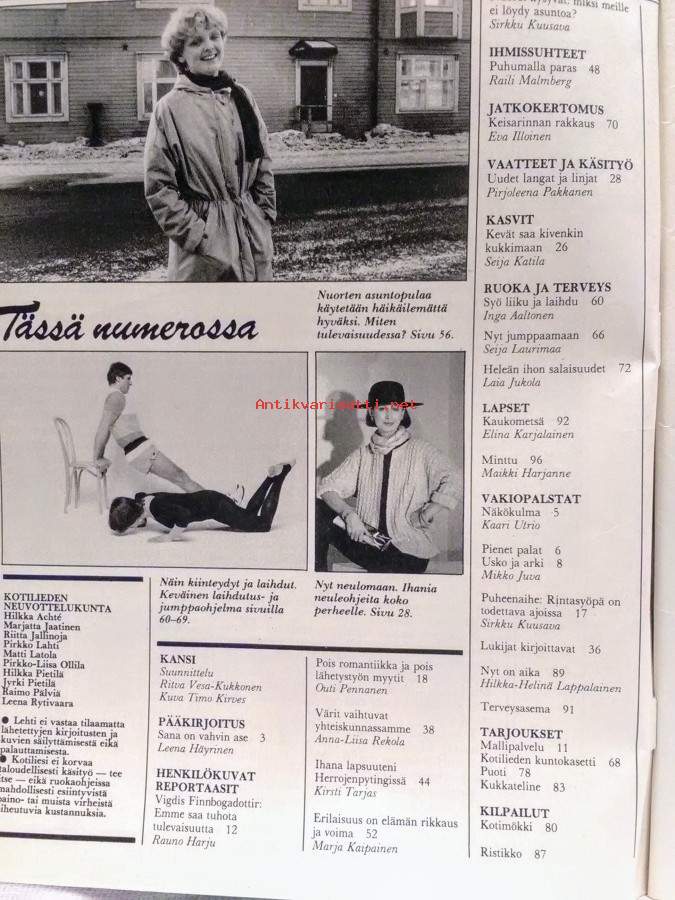 Nuorten asuntopulaa
käytetään häikäilemättä
hyväksi. Miten
tulevaisuudessa? Sivu 56.
Tässä numerossa
Antikvariaatti.net
Näin kiinteydyt ja laihdut.
Keväinen laihdutus- ja
jumppaohjelma sivuilla
60–69.
Nyt neulomaan. Ihania
neuleohjeita koko
perheelle. Sivu 28.
KOTILIEDEN
NEUVOTTELUKUNTA
Hilkka Achté
Marjatta Jaatinen
Riitta Jallinoja
Pirkko Lahti
Matti Latola
Pirkko-Liisa Ollila
Hilkka Pietilä
Jyrki Pietilä
Raimo Pälviä
Leena Rytivaara
● Lehti ei vastaa tilaamatta
lähetettyjen kirjoitusten ja
kuvien säilyttämisestä eikä
palauttamisesta.
● Kotiliesi ei korvaa
taloudellisesti käsityö — tee
itse — eikä ruokaohjeissa
mahdollisesti esiintyvistä
paino- tai muista virheistä
aiheutuvia kustannuksia.
KANSI
Suunnittelu
Ritva Vesa-Kukkonen
Kuva Timo Kirves
PÄÄKIRJOITUS
Sana on vahvin ase 3
Leena Häyrinen
HENKILÖKUVAT
REPORTAASIT
Vigdis Finnbogadottir:
Emme saa tuhota
tulevaisuutta 12
Rauno Harju
Pois romantiikka ja pois
lähetystyön myytit 18
Outi Pennanen
Värit vaihtuvat
yhteiskunnassamme 38
Anna-Liisa Rekola
Ihana lapsuuteni
Herrojenpytingissä 44
Kirsti Tarjas
Erilaisuus on elämän rikkaus
ja voima 52
Marja Kaipainen
miksi meille
ei löydy asuntoa?
Sirkku Kuusava
IHMISSUHTEET
Puhumalla paras 48
Raili Malmberg
JATKOKERTOMUS
Keisarinnan rakkaus 70
Eva Illoinen
VAATTEET JA KÄSITYÖ
Uudet langat ja linjat 28
Pirjoleena Pakkanen
KASVIT
Kevät saa kivenkin
kukkimaan 26
Seija Katila
RUOKA JA TERVEYS
Syö liiku ja laihdu 60
Inga Aaltonen
Nyt jumppaamaan 66
Seija Laurimaa
Heleän ihon salaisuudet 72
Laia Jukola
LAPSET
Kaukometsä 92
Elina Karjalainen
Minttu 96
Maikki Harjanne
VAKIOPALSTAT
Näkökulma 5
Kaari Utrio
Pienet palat 6
Usko ja arki 8
Mikko Juva
Puheenaihe: Rintasyöpä on
todettava ajoissa 17
Sirkku Kuusava
Lukijat kirjoittavat 36
Nyt on aika 89
Hilkka-Helinä Lappalainen
Terveysasema 91
TARJOUKSET
Mallipalvelu 11
Kotilieden kuntokasetti 68
Puoti 78
Kukkateline 83
KILPAILUT
Kotimökki 80
Ristikko 87